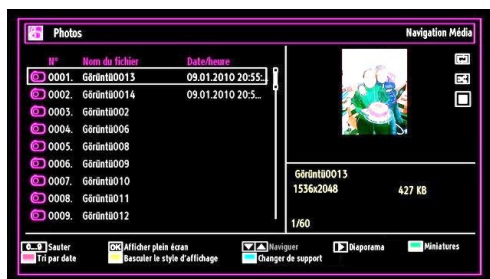 Photos
Navigation Média
N° Nom du fichier Date/heure
0001. Görüntü0013 09.01.2010 20:55:..
0002. Görüntü0014 09.01.2010 20:5...
0003. Görüntü002
0004. Görüntü006
0005. Görüntü008
0006. Görüntü009
0007. Görüntü010
0008. Görüntü011
0009. Görüntü012
Görüntü0013
1536x2048 427 KB
1/60
0...9 Sauter OK Afficher plein écran Naviguer Diaporama Miniatures
Tri par date Basculer le style d'affichage Changer de support